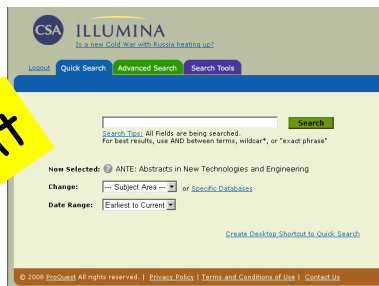 CSA ILLUMINA
Is a new Cold War with Russia heating up?
Logout Quick Search Advanced Search Search Tools
Search
Search Tips: All Fields are being searched.
For best results, use AND between terms, wildcar*, or "exact phrase"
Now Selected: ? ANTE: Abstracts in New Technologies and Engineering
Change: --- Subject Area --- or Specific Databases
Date Range: Earliest to Current
Create Desktop Shortcut to Quick Search
© 2008 ProQuest All rights reserved. | Privacy Policy | Terms and Conditions of Use | Contact Us